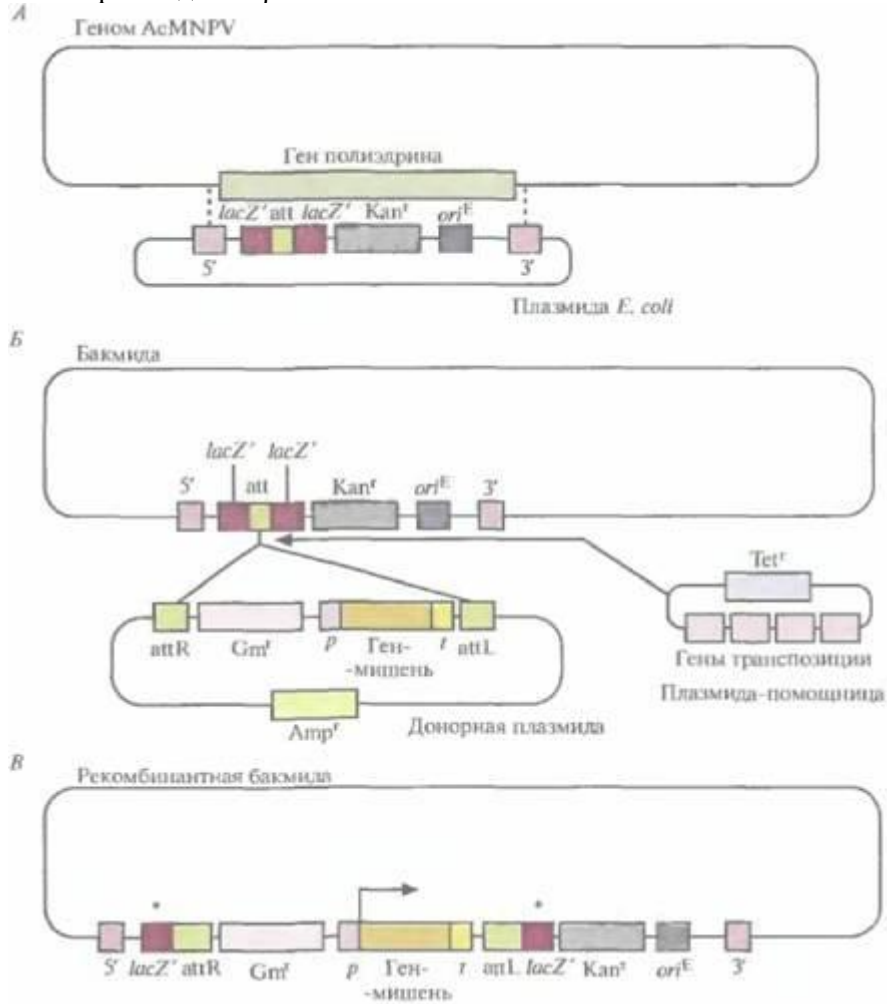 А
Геном AcMNPV
Ген полиэдрина
lacZ' att lacZ' Kanʳ oriᴱ
5' 3'
Плазмида E. coli
Б
Бакмида
lacZ' lacZ'
5' att Kanʳ oriᴱ 3'
Tetʳ
attR Gmʳ p Ген- t attL
-мишень
Гены транспозиции
Плазмида-помощница
Ampʳ
Донорная плазмида
В
Рекомбинантная бакмида
* *
5' lacZ' attR Gmʳ p Ген- t attL lacZ' Kanʳ oriᴱ 3'
-мишень